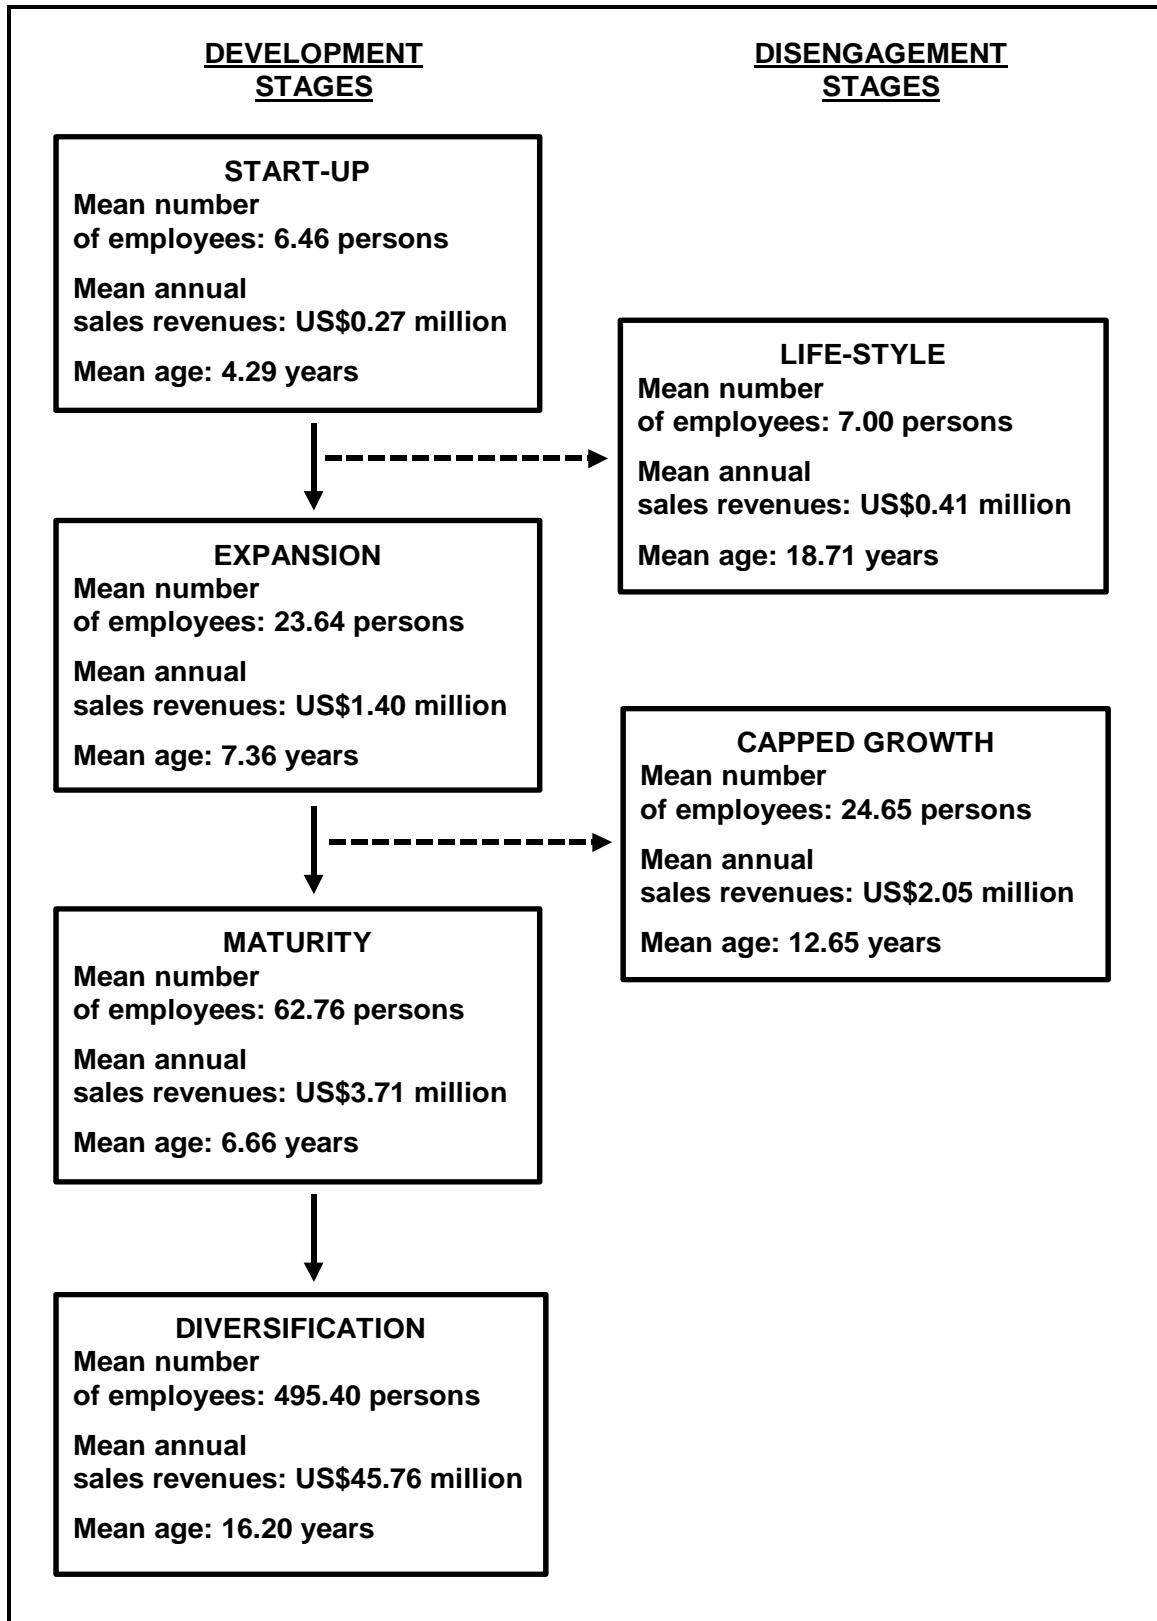 DEVELOPMENT
STAGES
DISENGAGEMENT
STAGES
START-UP
Mean number
of employees: 6.46 persons
Mean annual
sales revenues: US$0.27 million
Mean age: 4.29 years
LIFE-STYLE
Mean number
of employees: 7.00 persons
Mean annual
sales revenues: US$0.41 million
Mean age: 18.71 years
EXPANSION
Mean number
of employees: 23.64 persons
Mean annual
sales revenues: US$1.40 million
Mean age: 7.36 years
CAPPED GROWTH
Mean number
of employees: 24.65 persons
Mean annual
sales revenues: US$2.05 million
Mean age: 12.65 years
MATURITY
Mean number
of employees: 62.76 persons
Mean annual
sales revenues: US$3.71 million
Mean age: 6.66 years
DIVERSIFICATION
Mean number
of employees: 495.40 persons
Mean annual
sales revenues: US$45.76 million
Mean age: 16.20 years